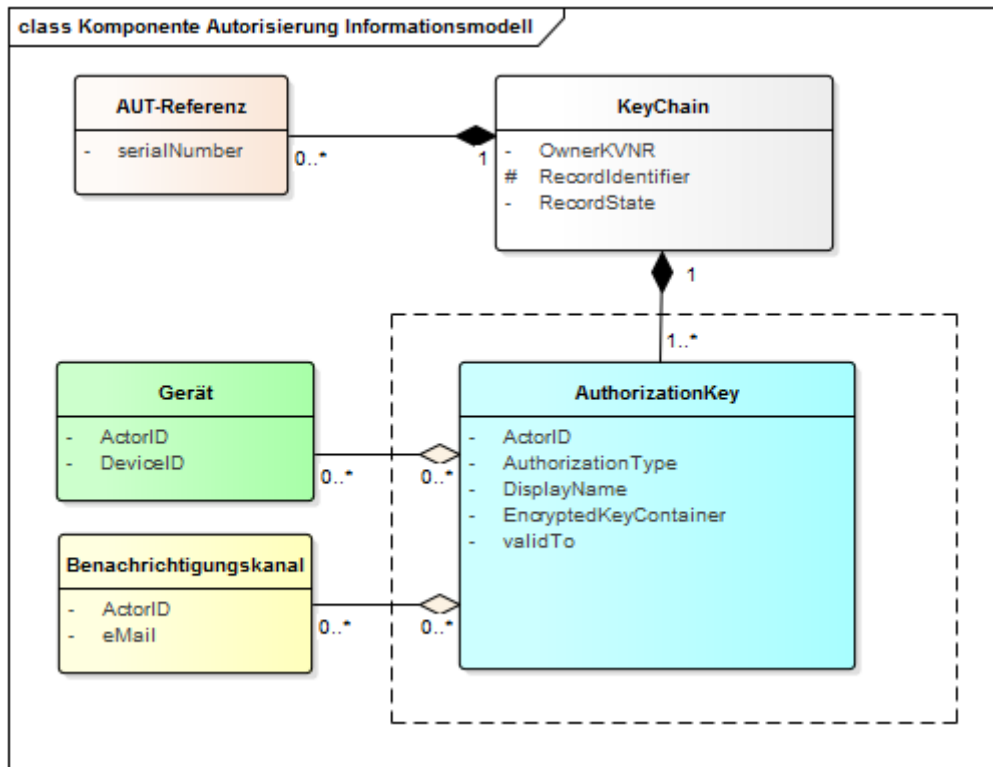 class Komponente Autorisierung Informationsmodell
AUT-Referenz
- serialNumber
0..*
1
KeyChain
- OwnerKVNR
# RecordIdentifier
- RecordState
1
1..*
Gerät
- ActorID
- DeviceID
0..*
0..*
AuthorizationKey
- ActorID
- AuthorizationType
- DisplayName
- EncryptedKeyContainer
- validTo
Benachrichtigungskanal
- ActorID
- eMail
0..*
0..*